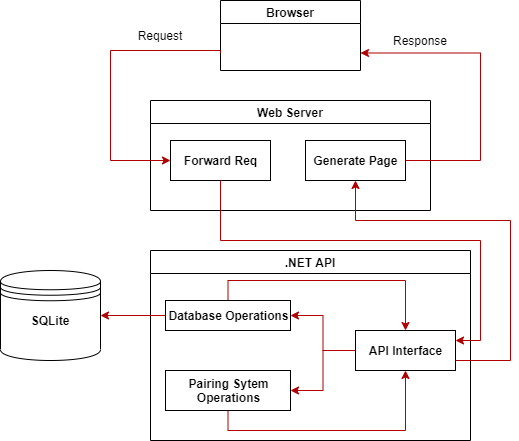 Browser
Request
Response
Web Server
Forward Req
Generate Page
.NET API
SQLite
Database Operations
API Interface
Pairing Sytem
Operations